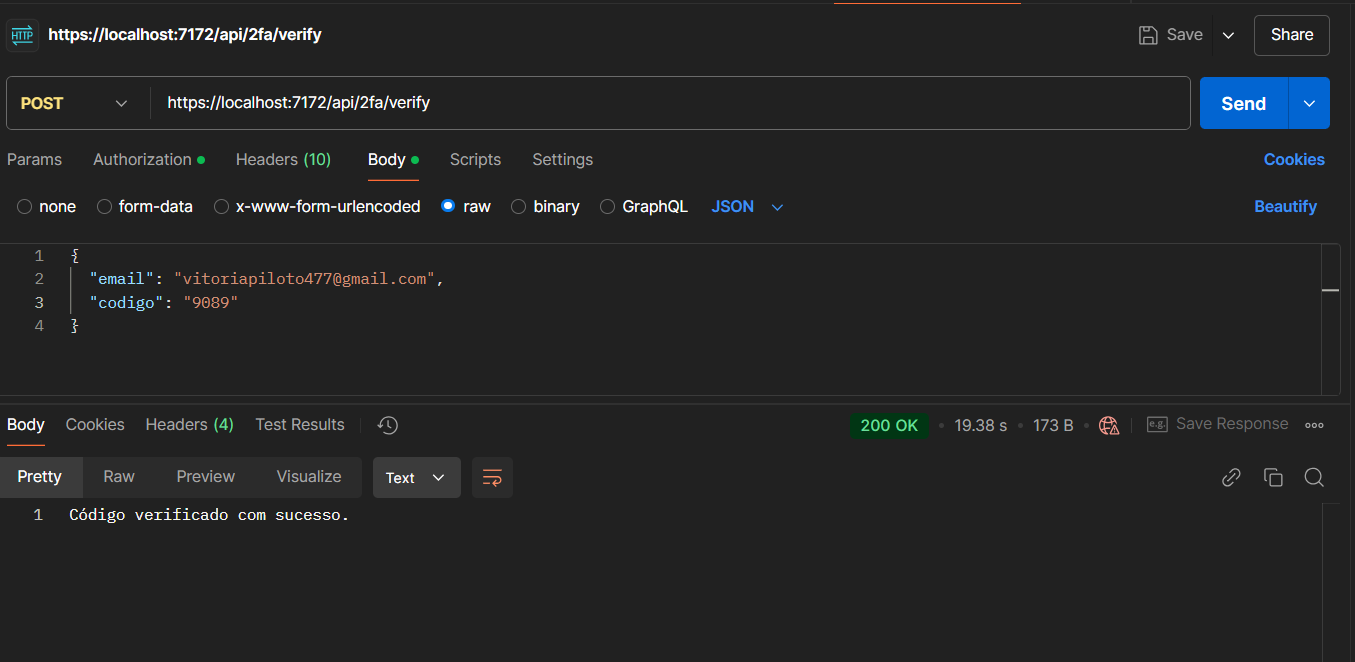 HTTP https://localhost:7172/api/2fa/verify Save Share
POST https://localhost:7172/api/2fa/verify Send
Params Authorization Headers (10) Body Scripts Settings Cookies
none form-data x-www-form-urlencoded raw binary GraphQL JSON Beautify
1 {
2 "email": "vitoriapiloto477@gmail.com",
3 "codigo": "9089"
4 }
Body Cookies Headers (4) Test Results 200 OK • 19.38 s • 173 B • e.g. Save Response
Pretty Raw Preview Visualize Text
1 Código verificado com sucesso.